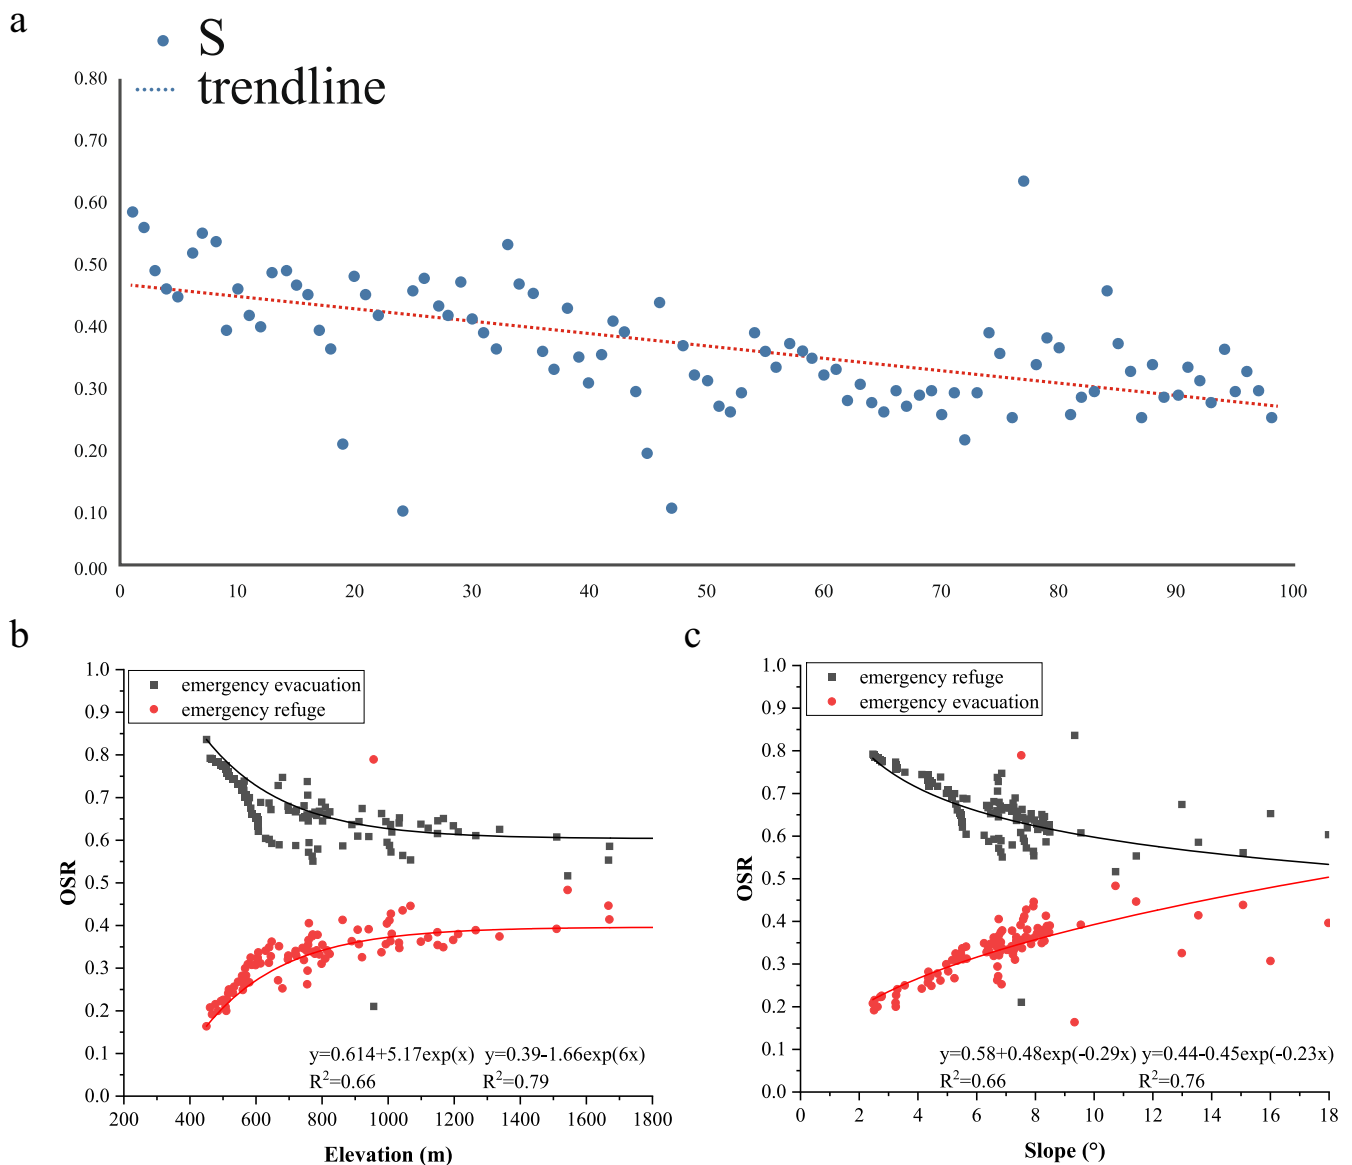 a
S
trendline
0.80
0.70
0.60
0.50
0.40
0.30
0.20
0.10
0.00
0 10 20 30 40 50 60 70 80 90 100
b
1.0
0.9
0.8
0.7
0.6
0.5
0.4
0.3
0.2
0.1
0.0
OSR
emergency evacuation
emergency refuge
y=0.614+5.17exp(x) y=0.39-1.66exp(6x)
R²=0.66 R²=0.79
200 400 600 800 1000 1200 1400 1600 1800
Elevation (m)
c
1.0
0.9
0.8
0.7
0.6
0.5
0.4
0.3
0.2
0.1
0.0
OSR
emergency refuge
emergency evacuation
y=0.58+0.48exp(-0.29x) y=0.44-0.45exp(-0.23x)
R²=0.66 R²=0.76
0 2 4 6 8 10 12 14 16 18
Slope (°)